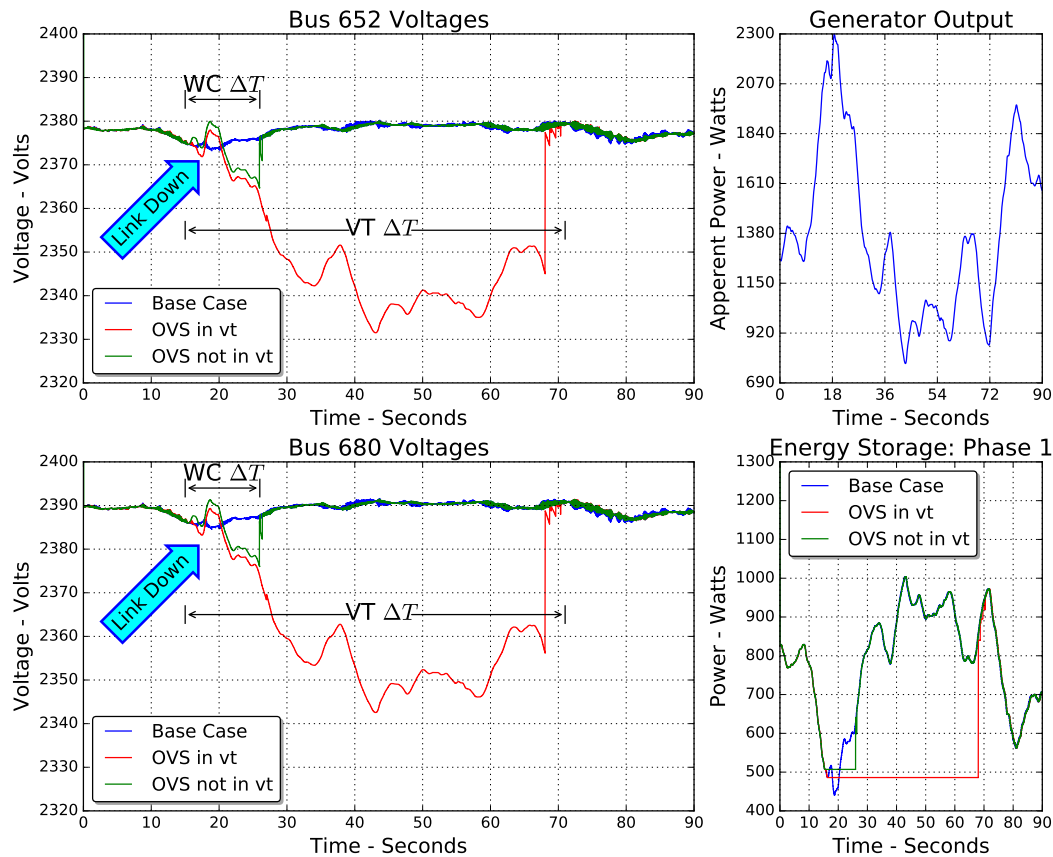 Bus 652 Voltages
2400
2390
2380
2370
2360
2350
2340
2330
2320
Voltage - Volts
WC ΔT
Link Down
VT ΔT
Base Case
OVS in vt
OVS not in vt
0 10 20 30 40 50 60 70 80 90
Time - Seconds
Generator Output
2300
2070
1840
1610
1380
1150
920
690
Apperent Power - Watts
0 18 36 54 72 90
Time - Seconds
Bus 680 Voltages
2400
2390
2380
2370
2360
2350
2340
2330
2320
Voltage - Volts
WC ΔT
Link Down
VT ΔT
Base Case
OVS in vt
OVS not in vt
0 10 20 30 40 50 60 70 80 90
Time - Seconds
Energy Storage: Phase 1
1300
1200
1100
1000
900
800
700
600
500
400
Power - Watts
Base Case
OVS in vt
OVS not in vt
0 10 20 30 40 50 60 70 80 90
Time - Seconds